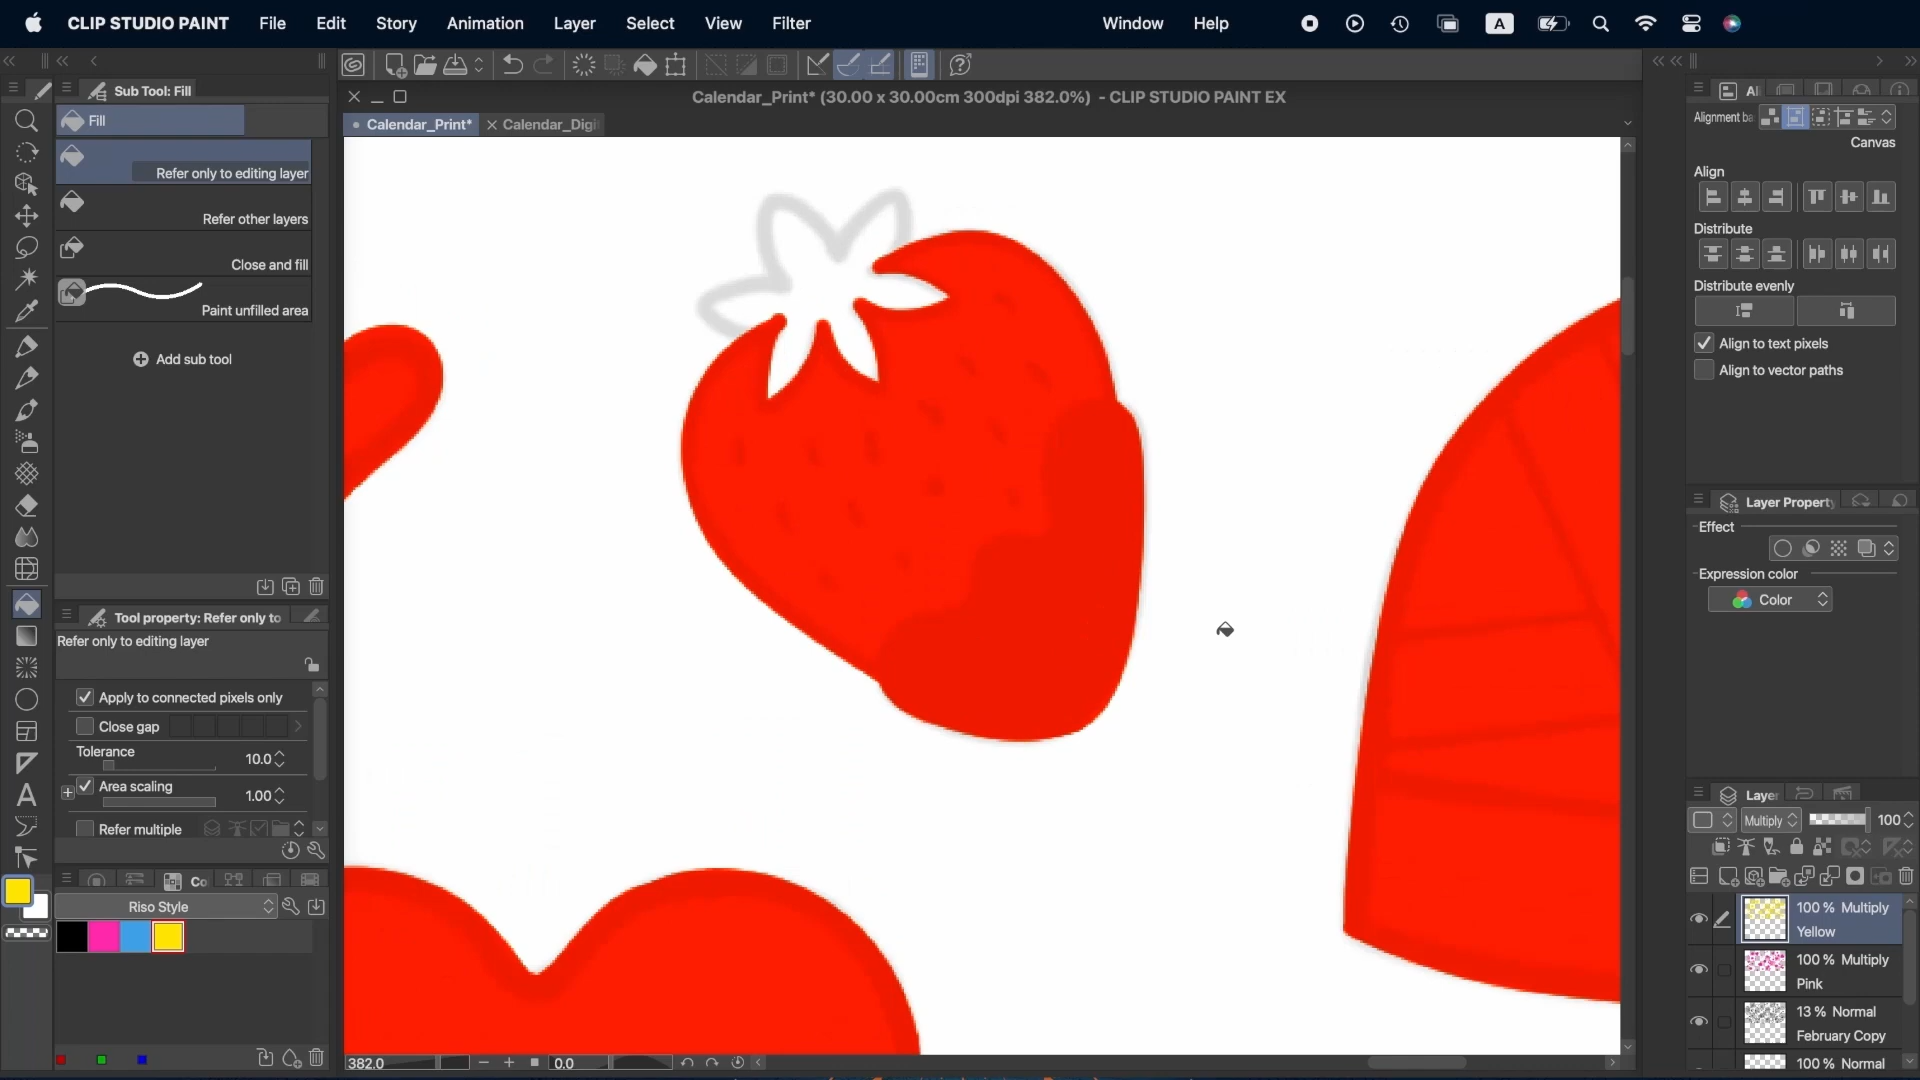 CLIP STUDIO PAINT File Edit Story Animation Layer Select View Filter Window Help A
Calendar_Print* (30.00 x 30.00cm 300dpi 382.0%) - CLIP STUDIO PAINT EX
Calendar_Print* Calendar_Digi
Sub Tool: Fill
Fill
Refer only to editing layer
Refer other layers
Close and fill
Paint unfilled area
Add sub tool
Tool property: Refer only to
Refer only to editing layer
Apply to connected pixels only
Close gap
Tolerance
10.0
Area scaling
1.00
Refer multiple
Co
Riso Style
382.0 0.0
Al
Alignment ba
Canvas
Align
Distribute
Distribute evenly
Align to text pixels
Align to vector paths
Layer Property
Effect
Expression color
Color
Layer
Multiply 100
100 % Multiply
Yellow
100 % Multiply
Pink
13 % Normal
February Copy
100 % Normal